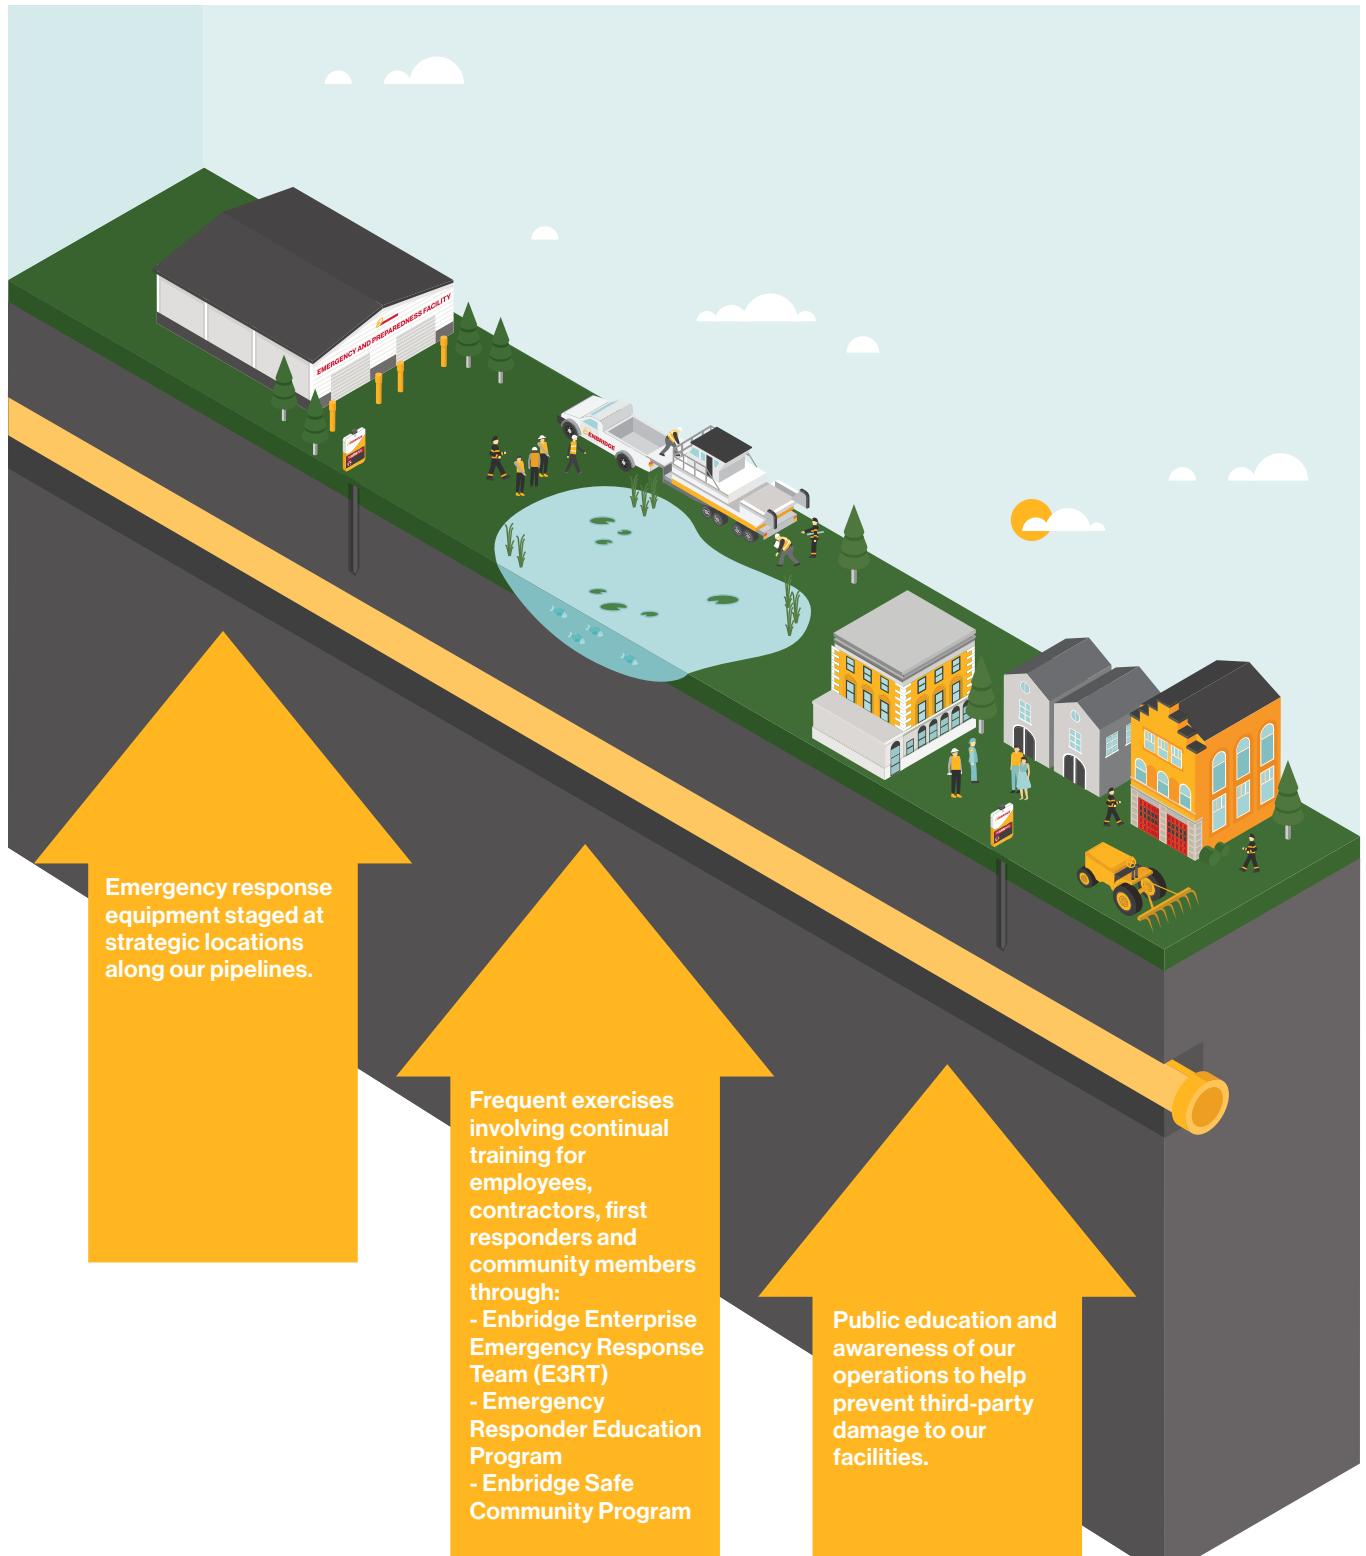 EMERGENCY AND PREPAREDNESS FACILITY
ENBRIDGE
Emergency response
equipment staged at
strategic locations
along our pipelines.
Frequent exercises
involving continual
training for
employees,
contractors, first
responders and
community members
through:
- Enbridge Enterprise
Emergency Response
Team (E3RT)
- Emergency
Responder Education
Program
- Enbridge Safe
Community Program
Public education and
awareness of our
operations to help
prevent third-party
damage to our
facilities.